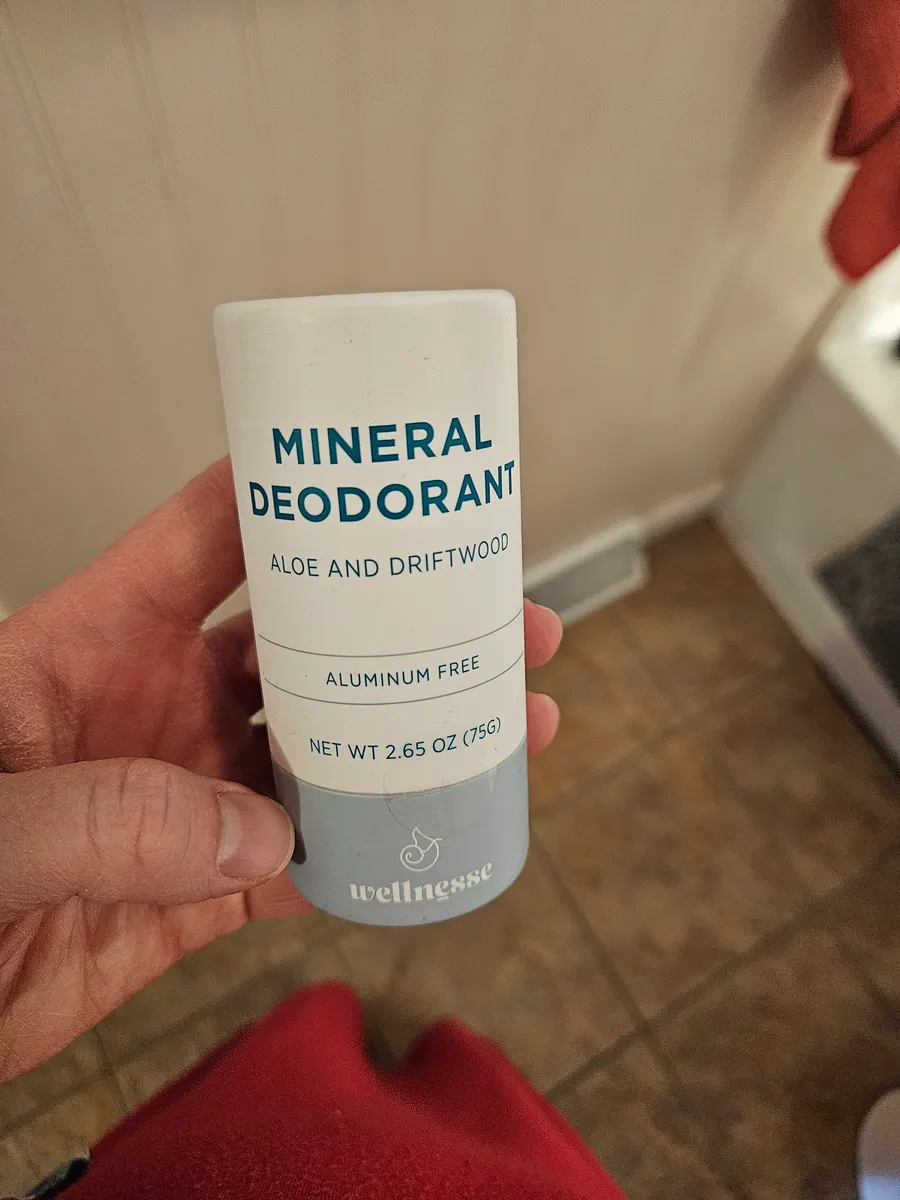 MINERAL
DEODORANT
ALOE AND DRIFTWOOD
ALUMINUM FREE
NET WT 2.65 OZ (75G)
wellnesse